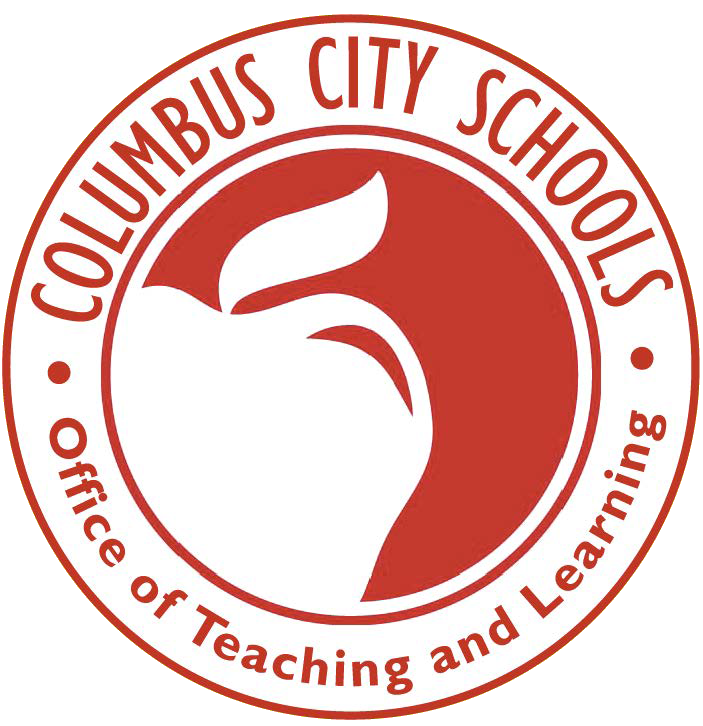 COLUMBUS CITY SCHOOLS
Office of Teaching and Learning